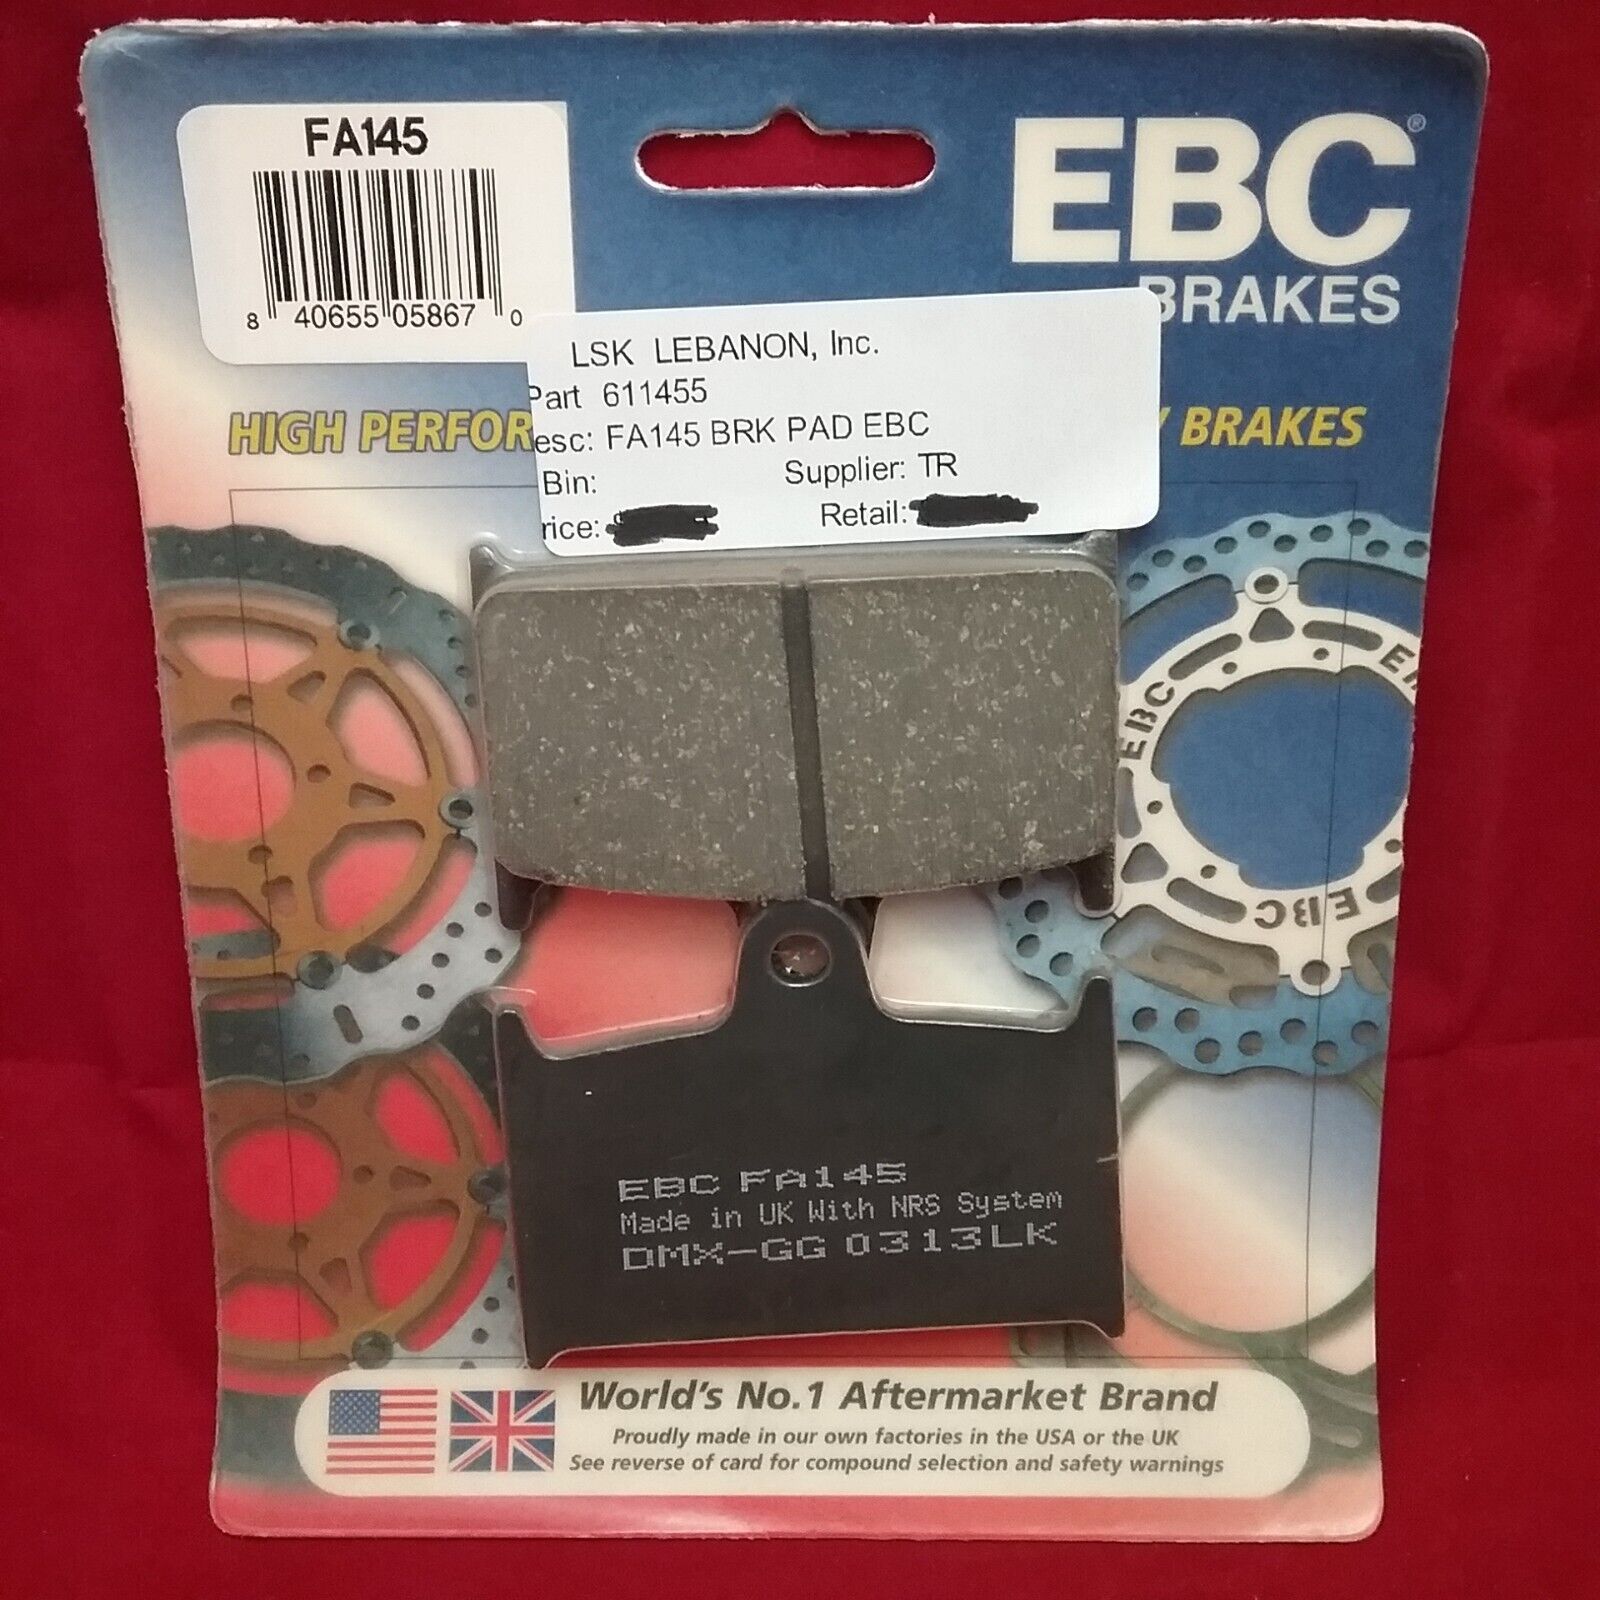 FA145
8 40655 05867 0
EBC®
BRAKES
LSK LEBANON, Inc.
Part 611455
esc: FA145 BRK PAD EBC
Bin: Supplier: TR
rice: Retail:
HIGH PERFOR Y BRAKES
EBC
EBC
EBC FA145
Made in UK With NRS System
DMX-GG 0313LK
World's No.1 Aftermarket Brand
Proudly made in our own factories in the USA or the UK
See reverse of card for compound selection and safety warnings